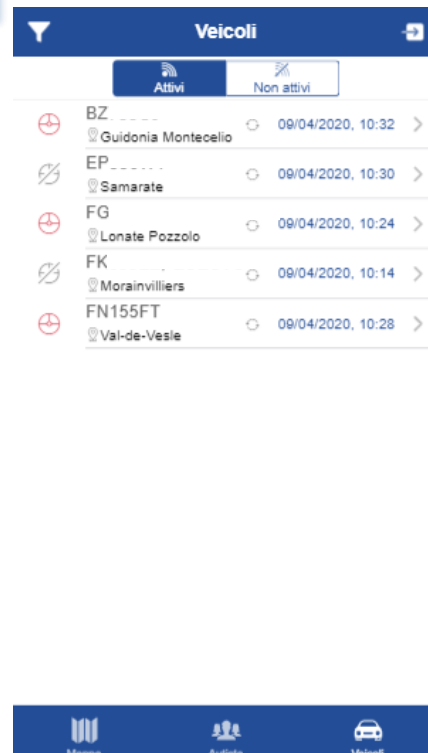 Veicoli
Attivi
Non attivi
BZ
Guidonia Montecelio
09/04/2020, 10:32
EP
Samarate
09/04/2020, 10:30
FG
Lonate Pozzolo
09/04/2020, 10:24
FK
Morainvilliers
09/04/2020, 10:14
FN155FT
Val-de-Vesle
09/04/2020, 10:28